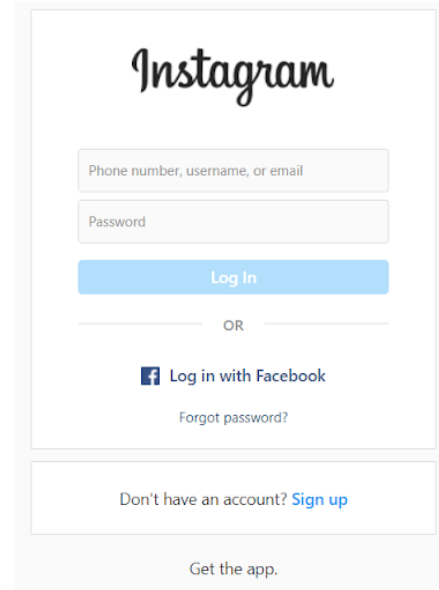 Instagram
Phone number, username, or email
Password
Log In
OR
Log in with Facebook
Forgot password?
Don't have an account? Sign up
Get the app.